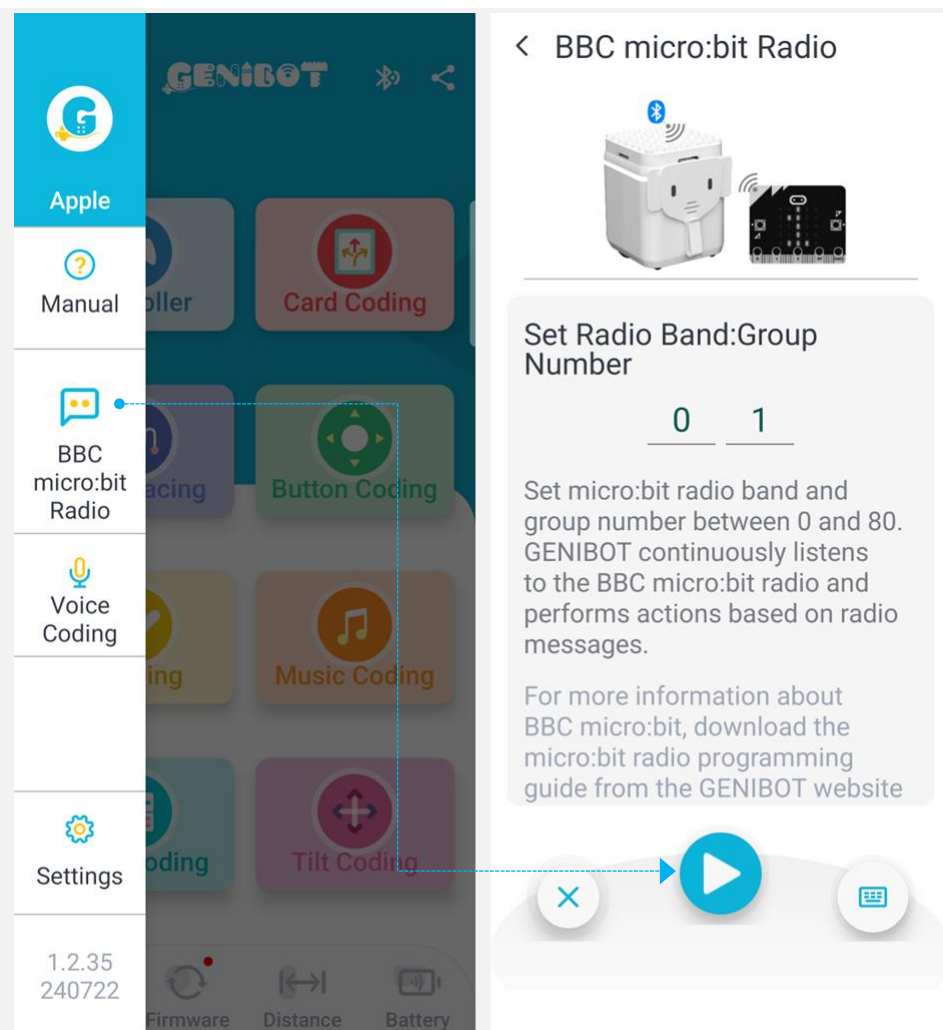 GENIBOT
Apple
Manual
BBC
micro:bit
Radio
Voice
Coding
Settings
1.2.35
240722
oller
Card Coding
acing
Button Coding
ing
Music Coding
oding
Tilt Coding
Firmware
Distance
Battery
BBC micro:bit Radio
Set Radio Band:Group
Number
0 1
Set micro:bit radio band and
group number between 0 and 80.
GENIBOT continuously listens
to the BBC micro:bit radio and
performs actions based on radio
messages.
For more information about
BBC micro:bit, download the
micro:bit radio programming
guide from the GENIBOT website